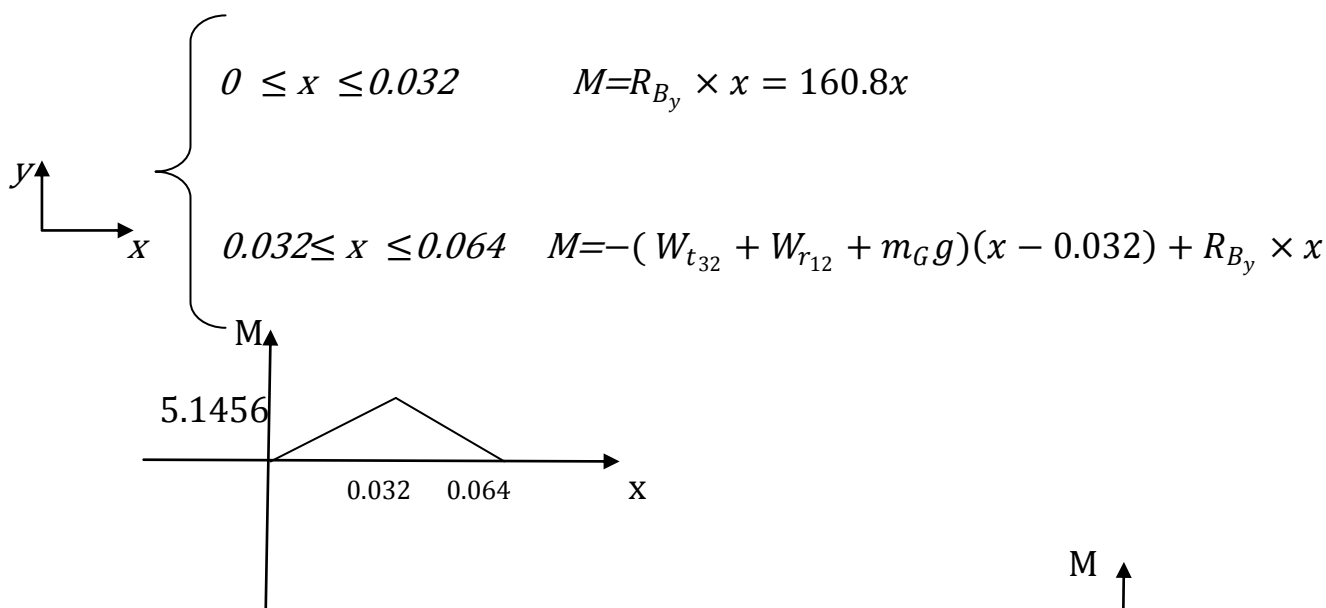 0 ≤ x ≤0.032 M=R_{B_y} × x = 160.8x
y
x
0.032≤ x ≤0.064 M=−( W_{t_{32}} + W_{r_{12}} + m_G g)(x − 0.032) + R_{B_y} × x
M
5.1456
0.032 0.064 x
M